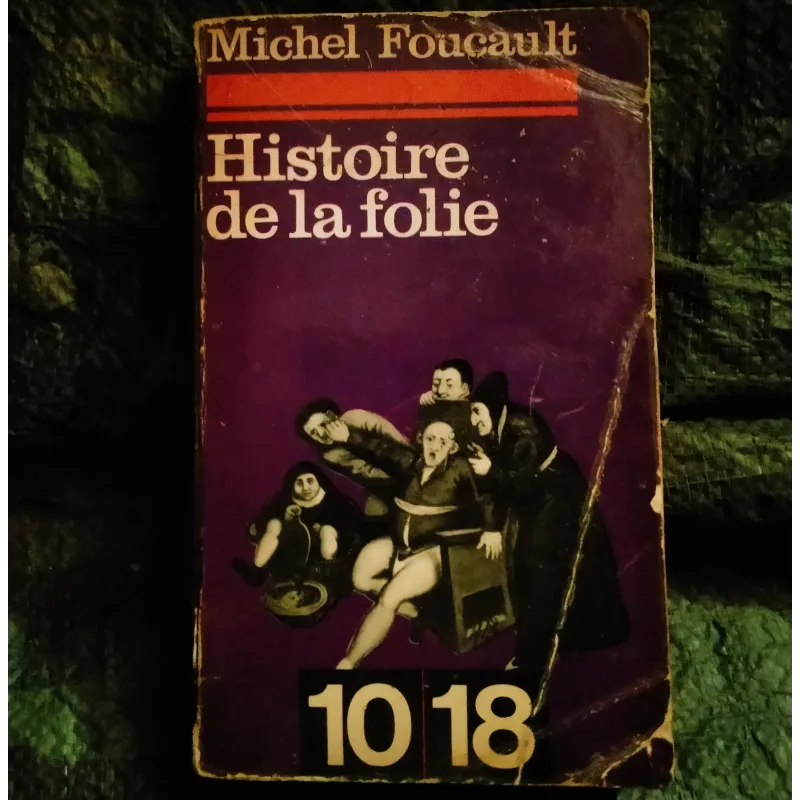 Michel Foucault
Histoire
de la folie
10 18